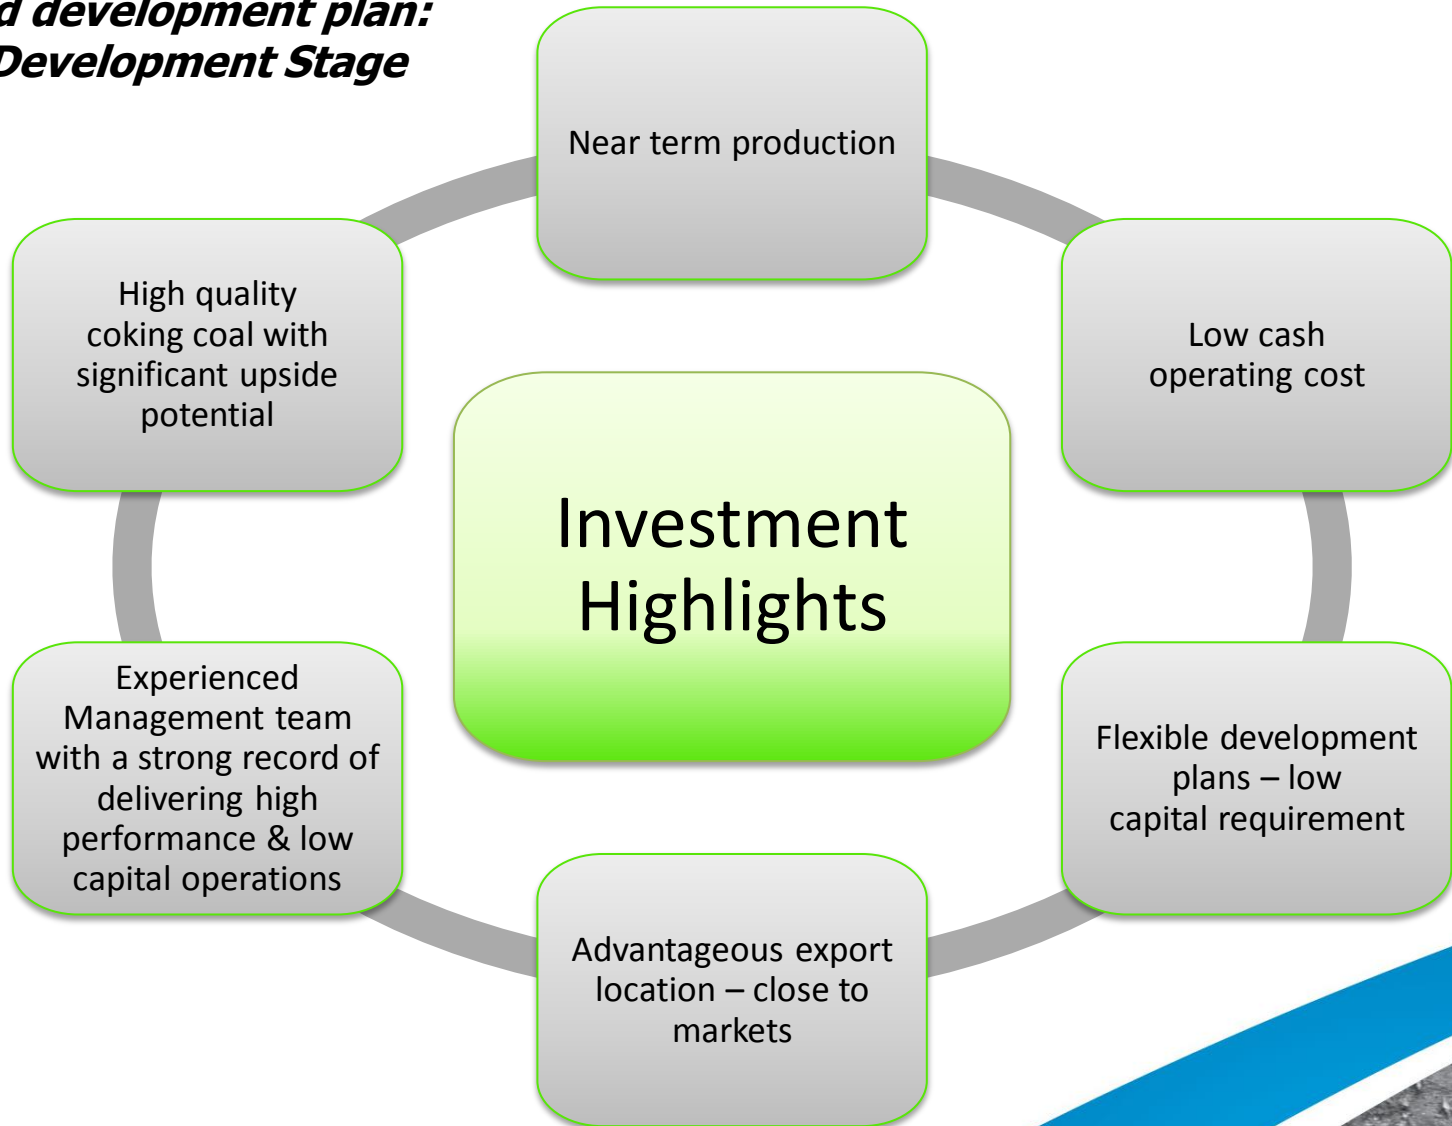 development plan:
Development Stage
Near term production
High quality
coking coal with
significant upside
potential
Low cash
operating cost
Investment
Highlights
Experienced
Management team
with a strong record of
delivering high
performance & low
capital operations
Flexible development
plans – low
capital requirement
Advantageous export
location – close to
markets